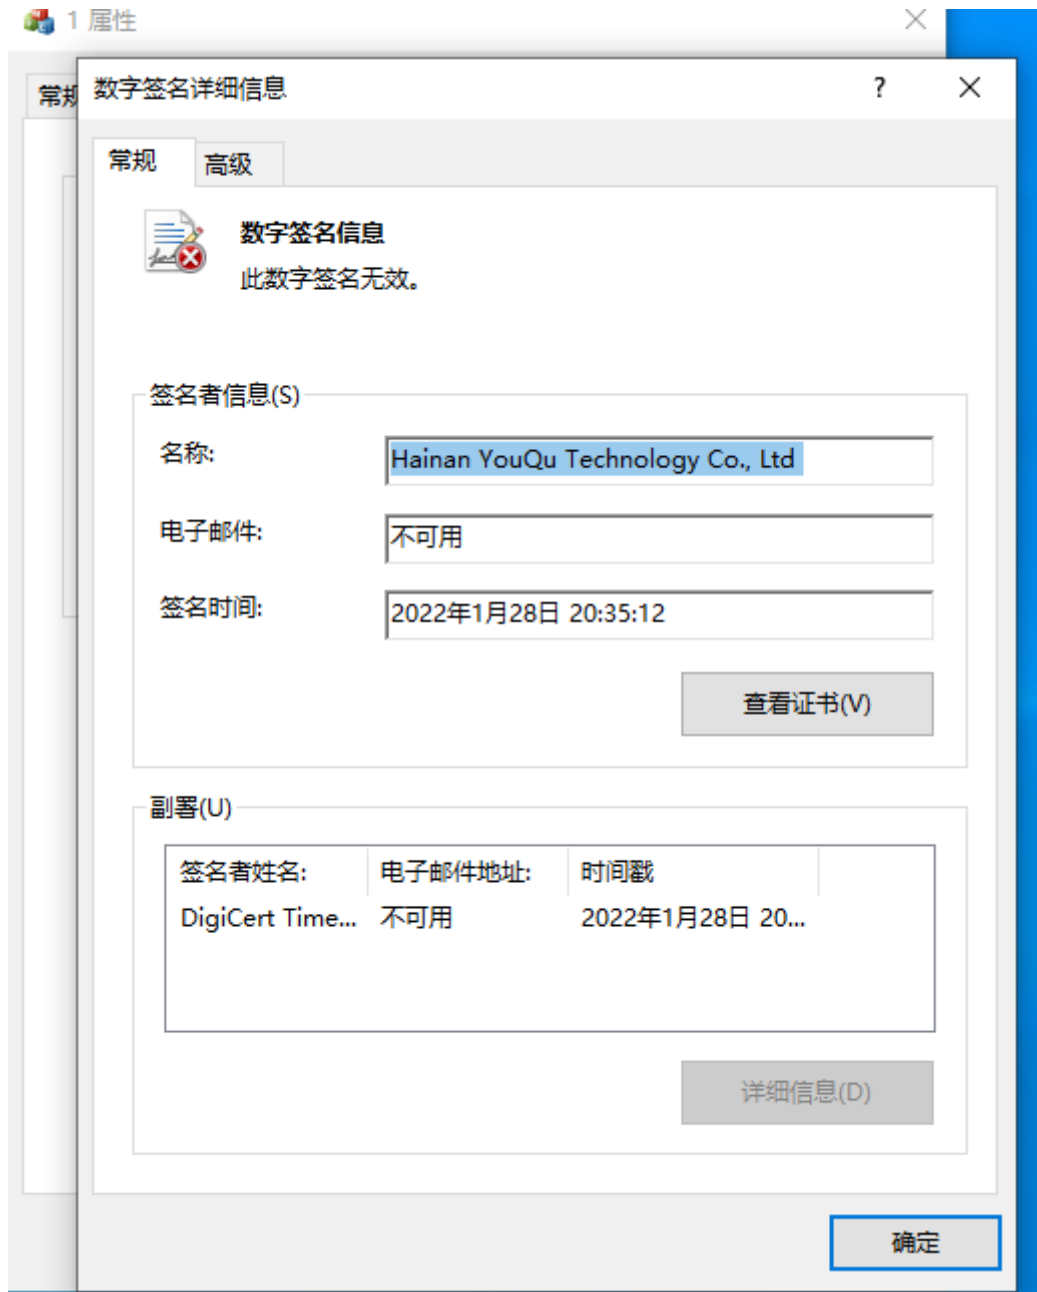 1 属性
常规
数字签名详细信息
?
常规
高级
数字签名信息
此数字签名无效。
签名者信息(S)
名称:
Hainan YouQu Technology Co., Ltd
电子邮件:
不可用
签名时间:
2022年1月28日 20:35:12
查看证书(V)
副署(U)
签名者姓名: 电子邮件地址: 时间戳
DigiCert Time... 不可用 2022年1月28日 20...
详细信息(D)
确定